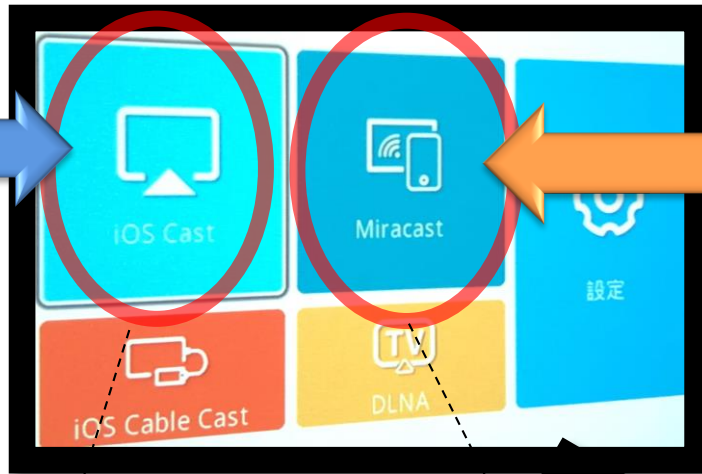 iOS Cast
Miracast
設定
iOS Cable Cast
TV
DLNA